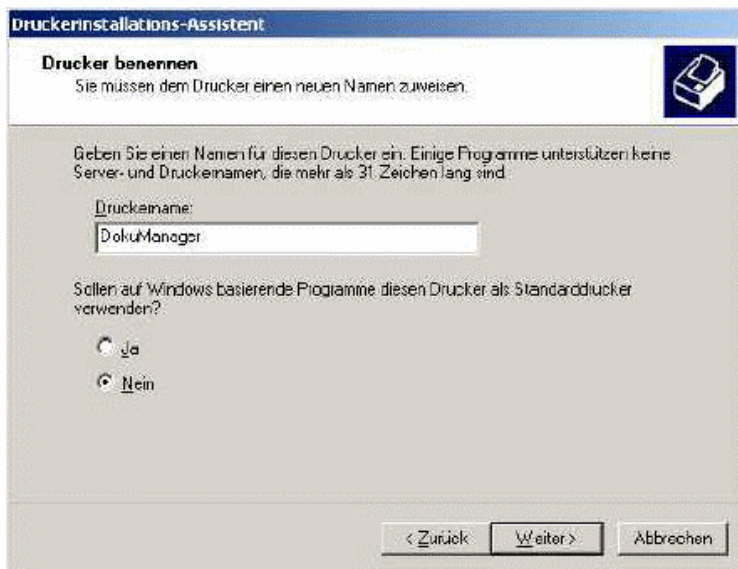 Druckerinstallations-Assistent
Drucker benennen
Sie müssen dem Drucker einen neuen Namen zuweisen.
Geben Sie einen Namen für diesen Drucker ein. Einige Programme unterstützen keine
Server- und Druckernamen, die mehr als 31 Zeichen lang sind.
Druckername:
DokuManager
Sollen auf Windows basierende Programme diesen Drucker als Standarddrucker
verwenden?
Ja
Nein
< Zurück Weiter > Abbrechen